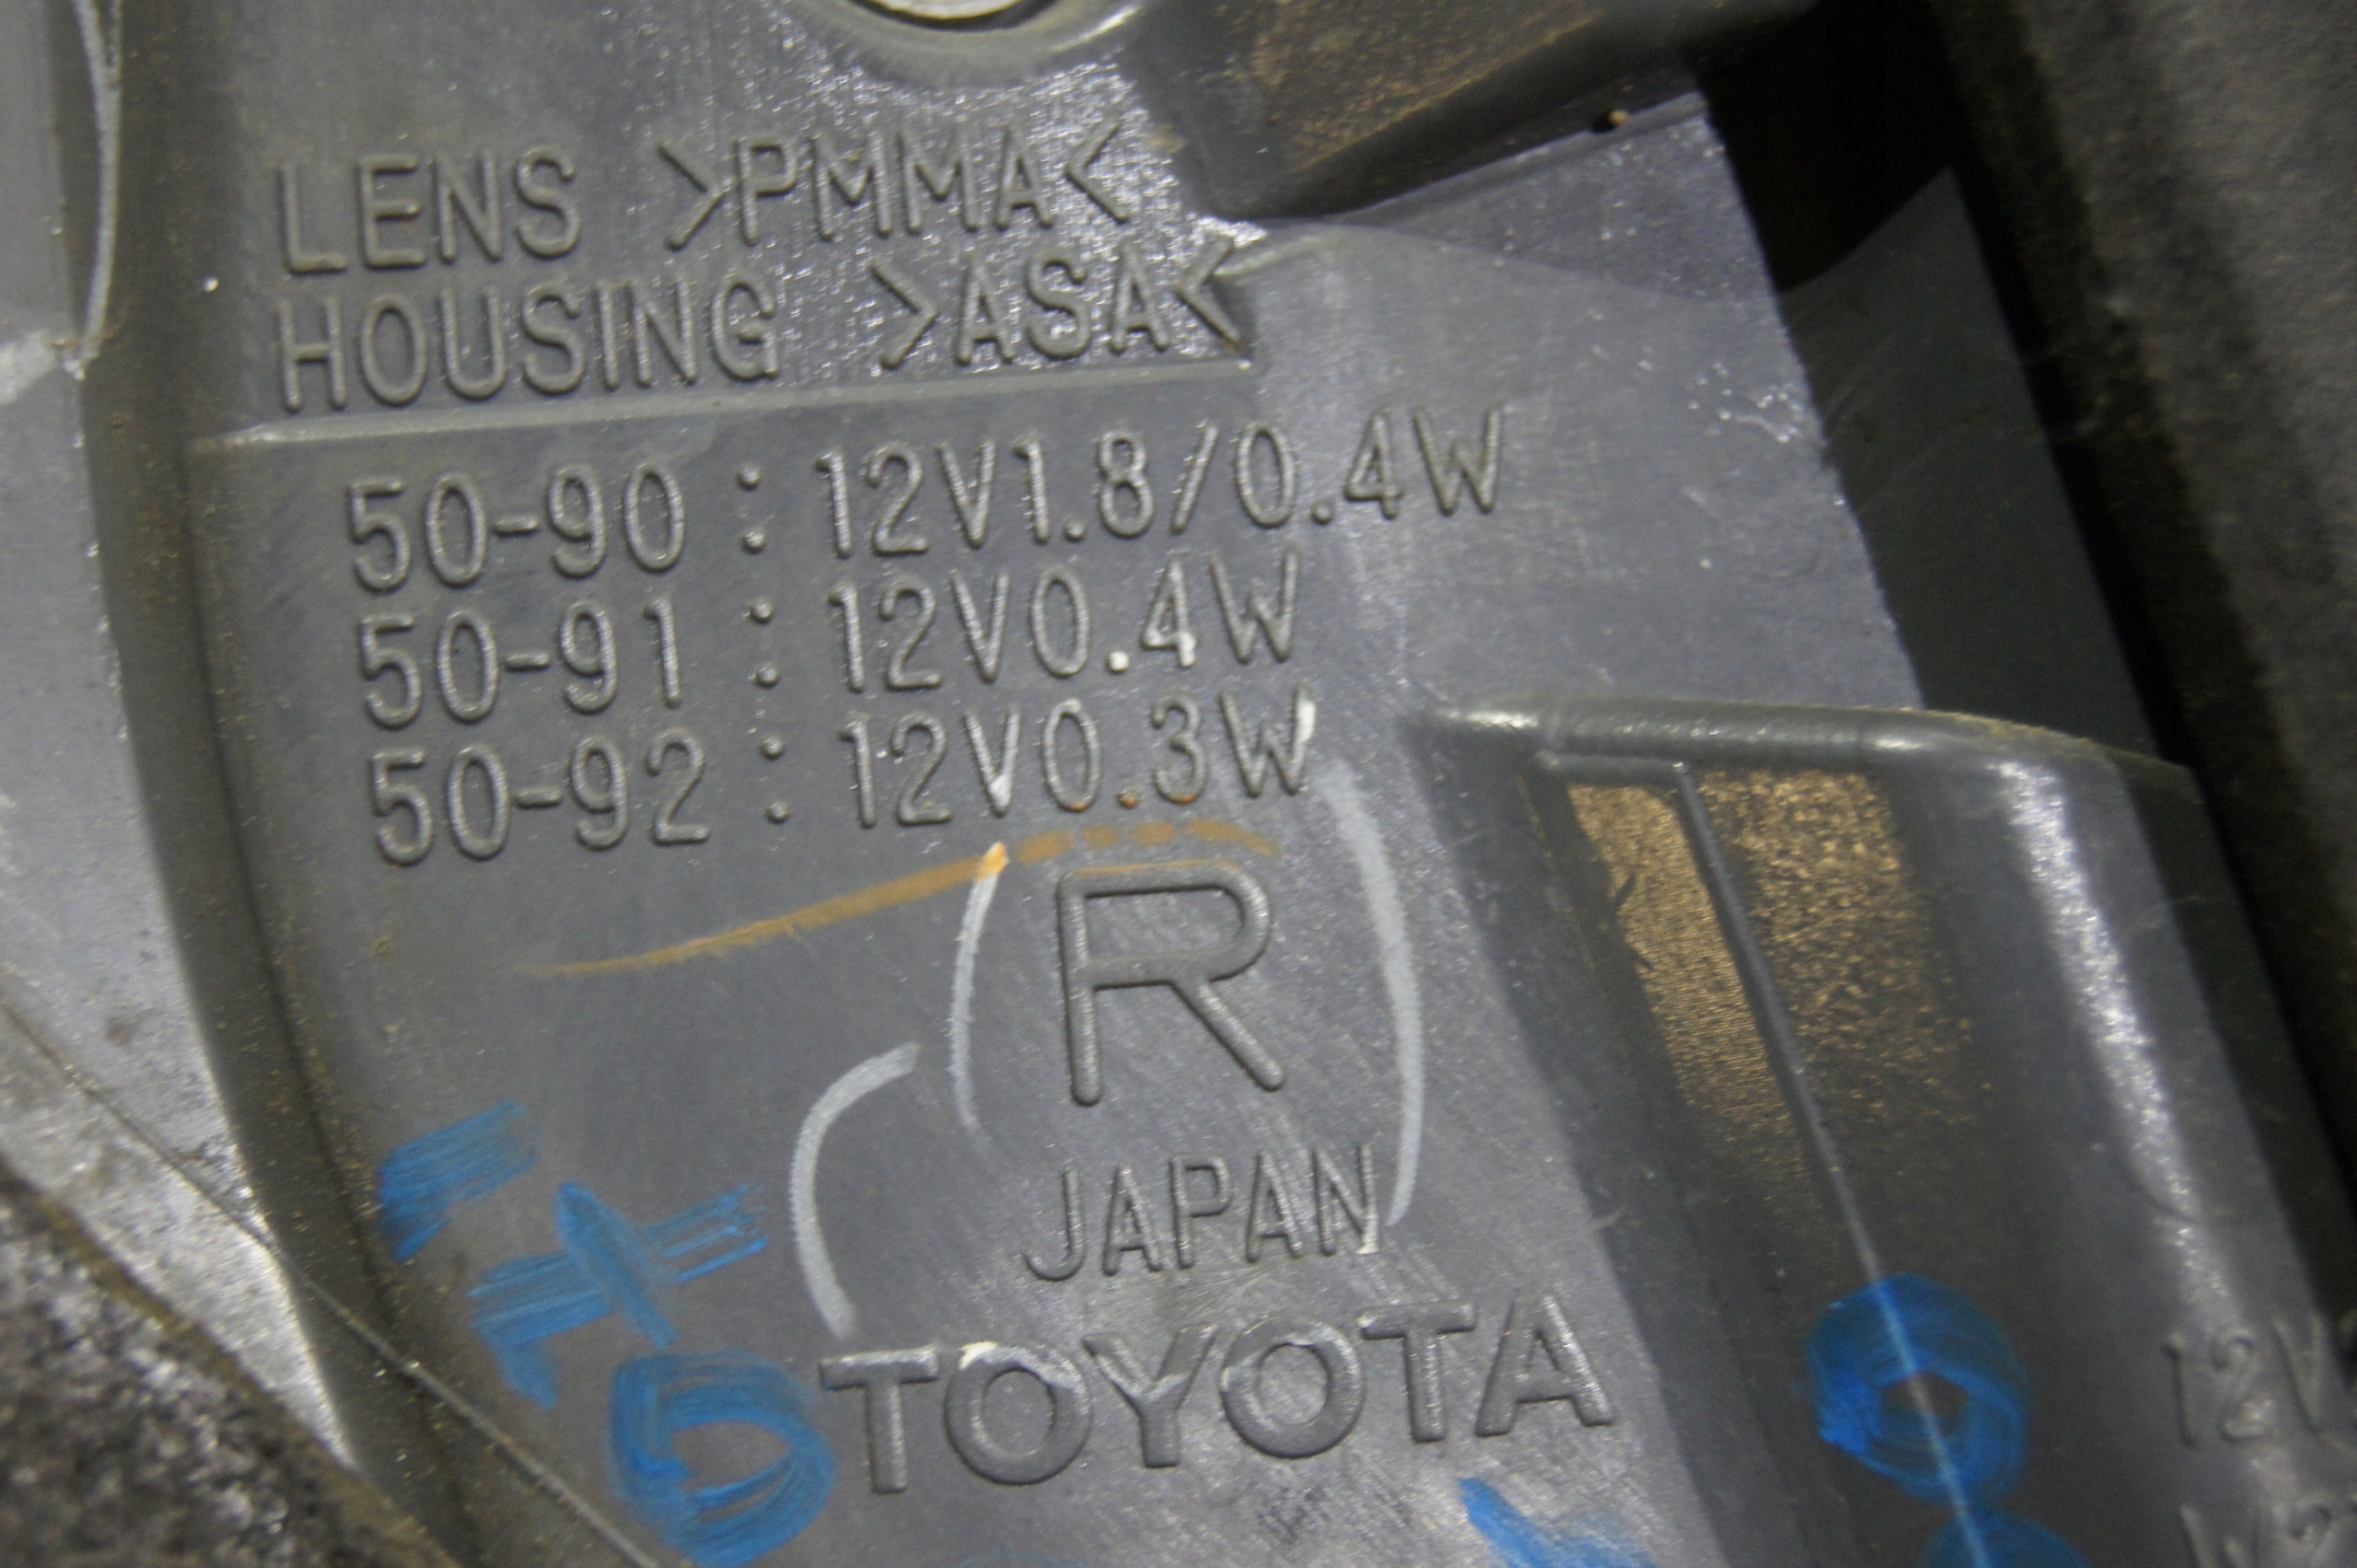 LENS >PMMA<
HOUSING >ASA<
50-90 : 12V1.8/0.4W
50-91 : 12V0.4W
50-92 : 12V0.3W
R
JAPAN
TOYOTA
12V